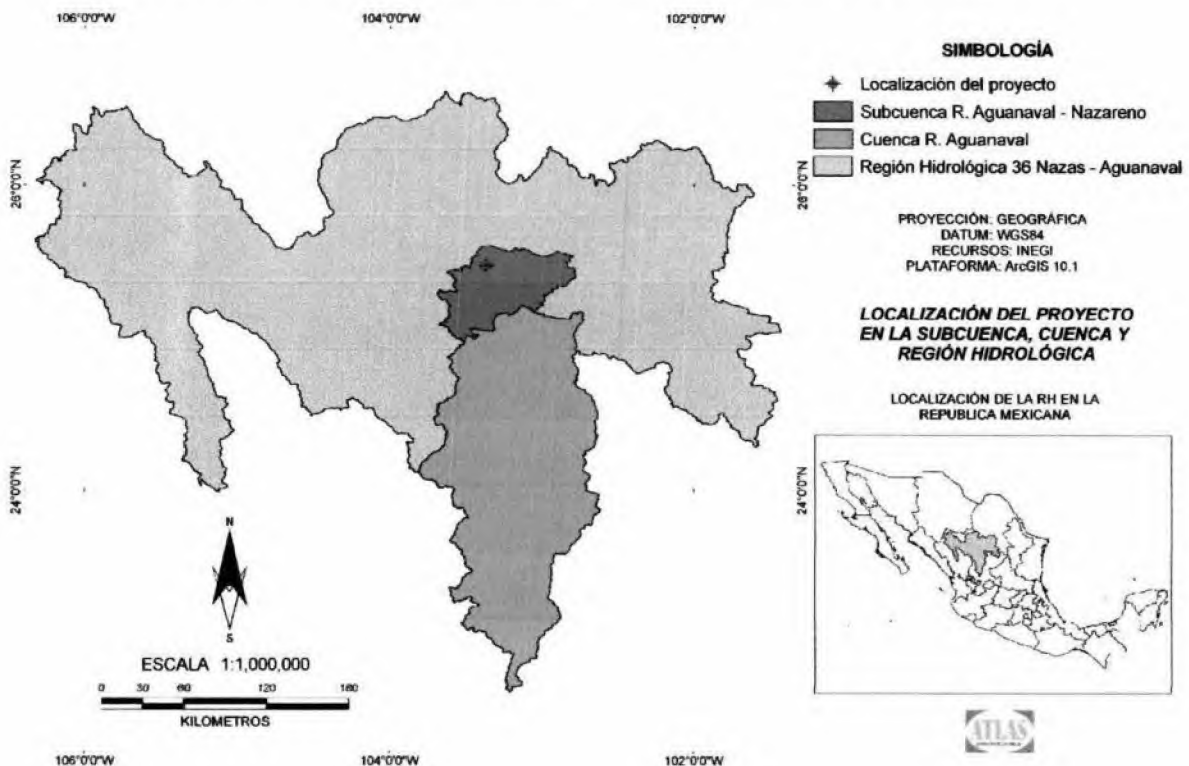 106°0'0"W
104°0'0"W
102°0'0"W
SIMBOLOGÍA
Localización del proyecto
Subcuenca R. Aguanaval - Nazareno
Cuenca R. Aguanaval
Región Hidrológica 36 Nazas - Aguanaval
26°0'0"N
26°0'0"N
PROYECCIÓN: GEOGRÁFICA
DATUM: WGS84
RECURSOS: INEGI
PLATAFORMA: ArcGIS 10.1
LOCALIZACIÓN DEL PROYECTO
EN LA SUBCUENCA, CUENCA Y
REGIÓN HIDROLÓGICA
LOCALIZACIÓN DE LA RH EN LA
REPUBLICA MEXICANA
24°0'0"N
24°0'0"N
N
S
ESCALA 1:1,000,000
0 30 60 120 180
KILOMETROS
ATLAS
106°0'0"W
104°0'0"W
102°0'0"W